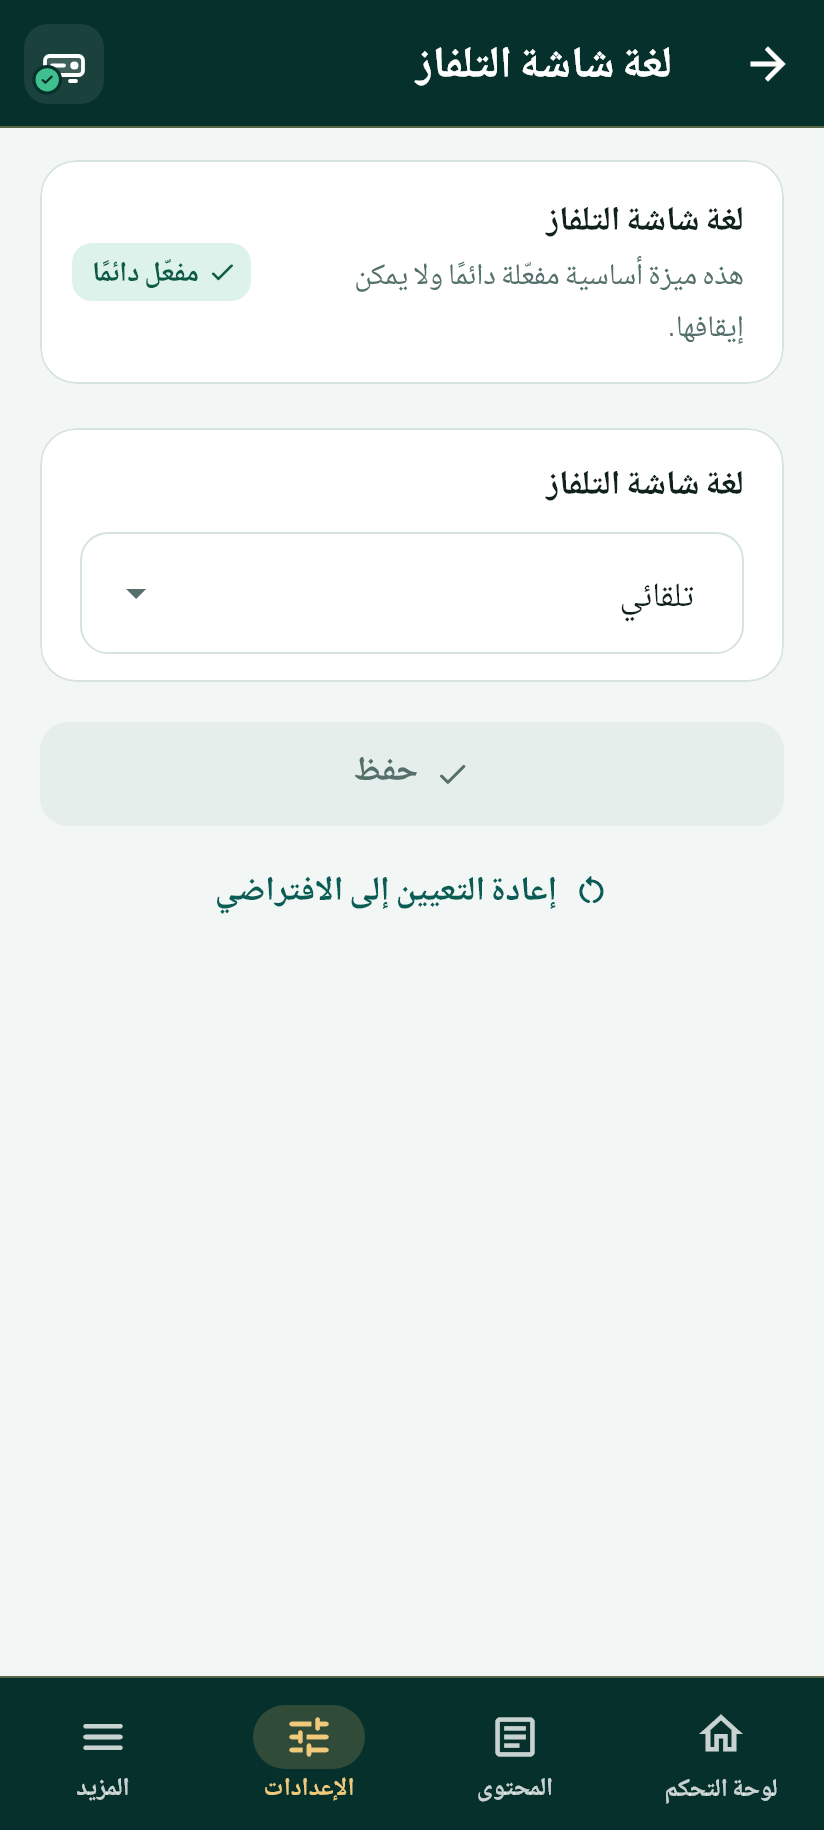 لغة شاشة التلفاز
لغة شاشة التلفاز
هذه ميزة أساسية مفعّلة دائمًا ولا يمكن
إيقافها.
مفعّل دائمًا
لغة شاشة التلفاز
تلقائي
حفظ
إعادة التعيين إلى الافتراضي
لوحة التحكم
المحتوى
الإعدادات
المزيد